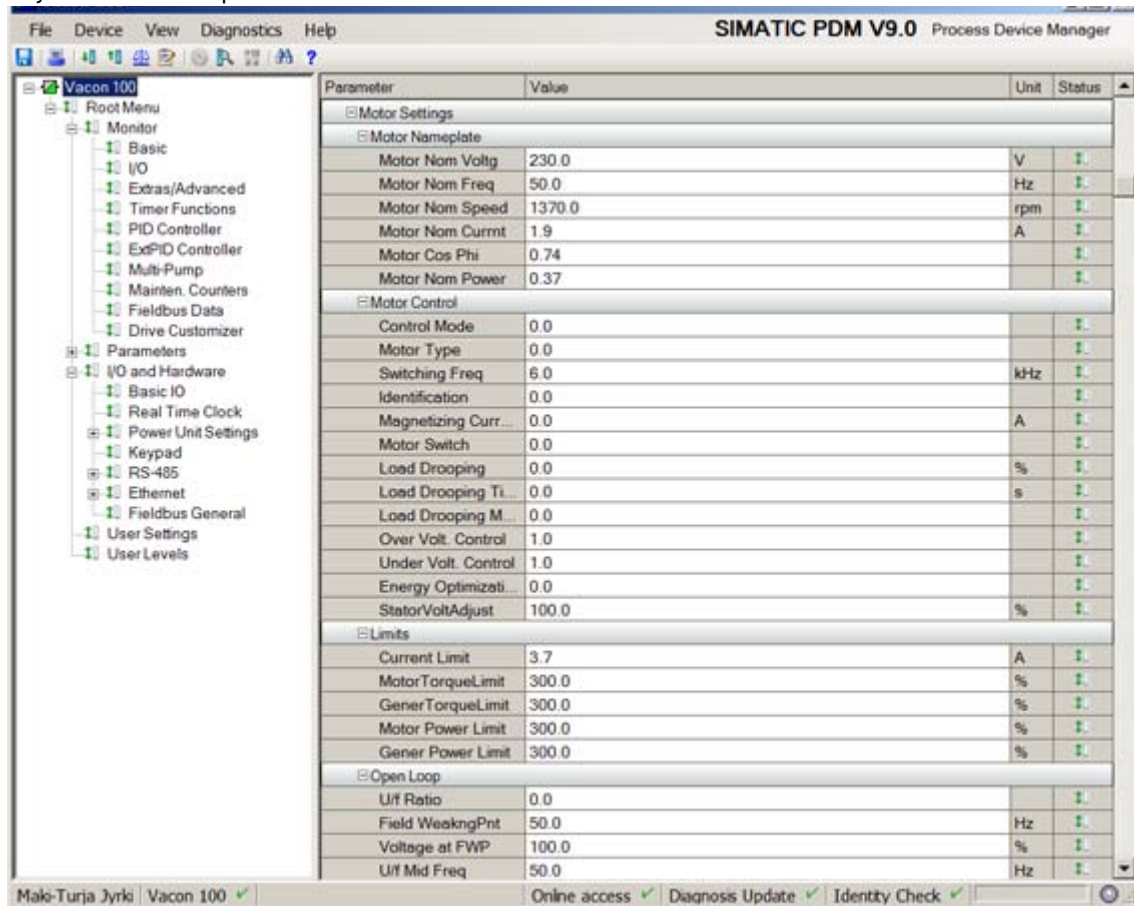 File Device View Diagnostics Help SIMATIC PDM V9.0 Process Device Manager
Vacon 100
Root Menu
Monitor
Basic
I/O
Extras/Advanced
Timer Functions
PID Controller
ExtPID Controller
Multi-Pump
Mainten. Counters
Fieldbus Data
Drive Customizer
Parameters
I/O and Hardware
Basic IO
Real Time Clock
Power Unit Settings
Keypad
RS-485
Ethernet
Fieldbus General
User Settings
User Levels
Parameter Value Unit Status
Motor Settings
Motor Nameplate
Motor Nom Voltg 230.0 V
Motor Nom Freq 50.0 Hz
Motor Nom Speed 1370.0 rpm
Motor Nom Currnt 1.9 A
Motor Cos Phi 0.74
Motor Nom Power 0.37
Motor Control
Control Mode 0.0
Motor Type 0.0
Switching Freq 6.0 kHz
Identification 0.0
Magnetizing Curr... 0.0 A
Motor Switch 0.0
Load Drooping 0.0 %
Load Drooping Ti... 0.0 s
Load Drooping M... 0.0
Over Volt. Control 1.0
Under Volt. Control 1.0
Energy Optimizati... 0.0
StatorVoltAdjust 100.0 %
Limits
Current Limit 3.7 A
MotorTorqueLimit 300.0 %
GenerTorqueLimit 300.0 %
Motor Power Limit 300.0 %
Gener Power Limit 300.0 %
Open Loop
U/f Ratio 0.0
Field WeakngPnt 50.0 Hz
Voltage at FWP 100.0 %
U/f Mid Freq 50.0 Hz
Maki-Turja Jyrki Vacon 100 Online access Diagnosis Update Identity Check